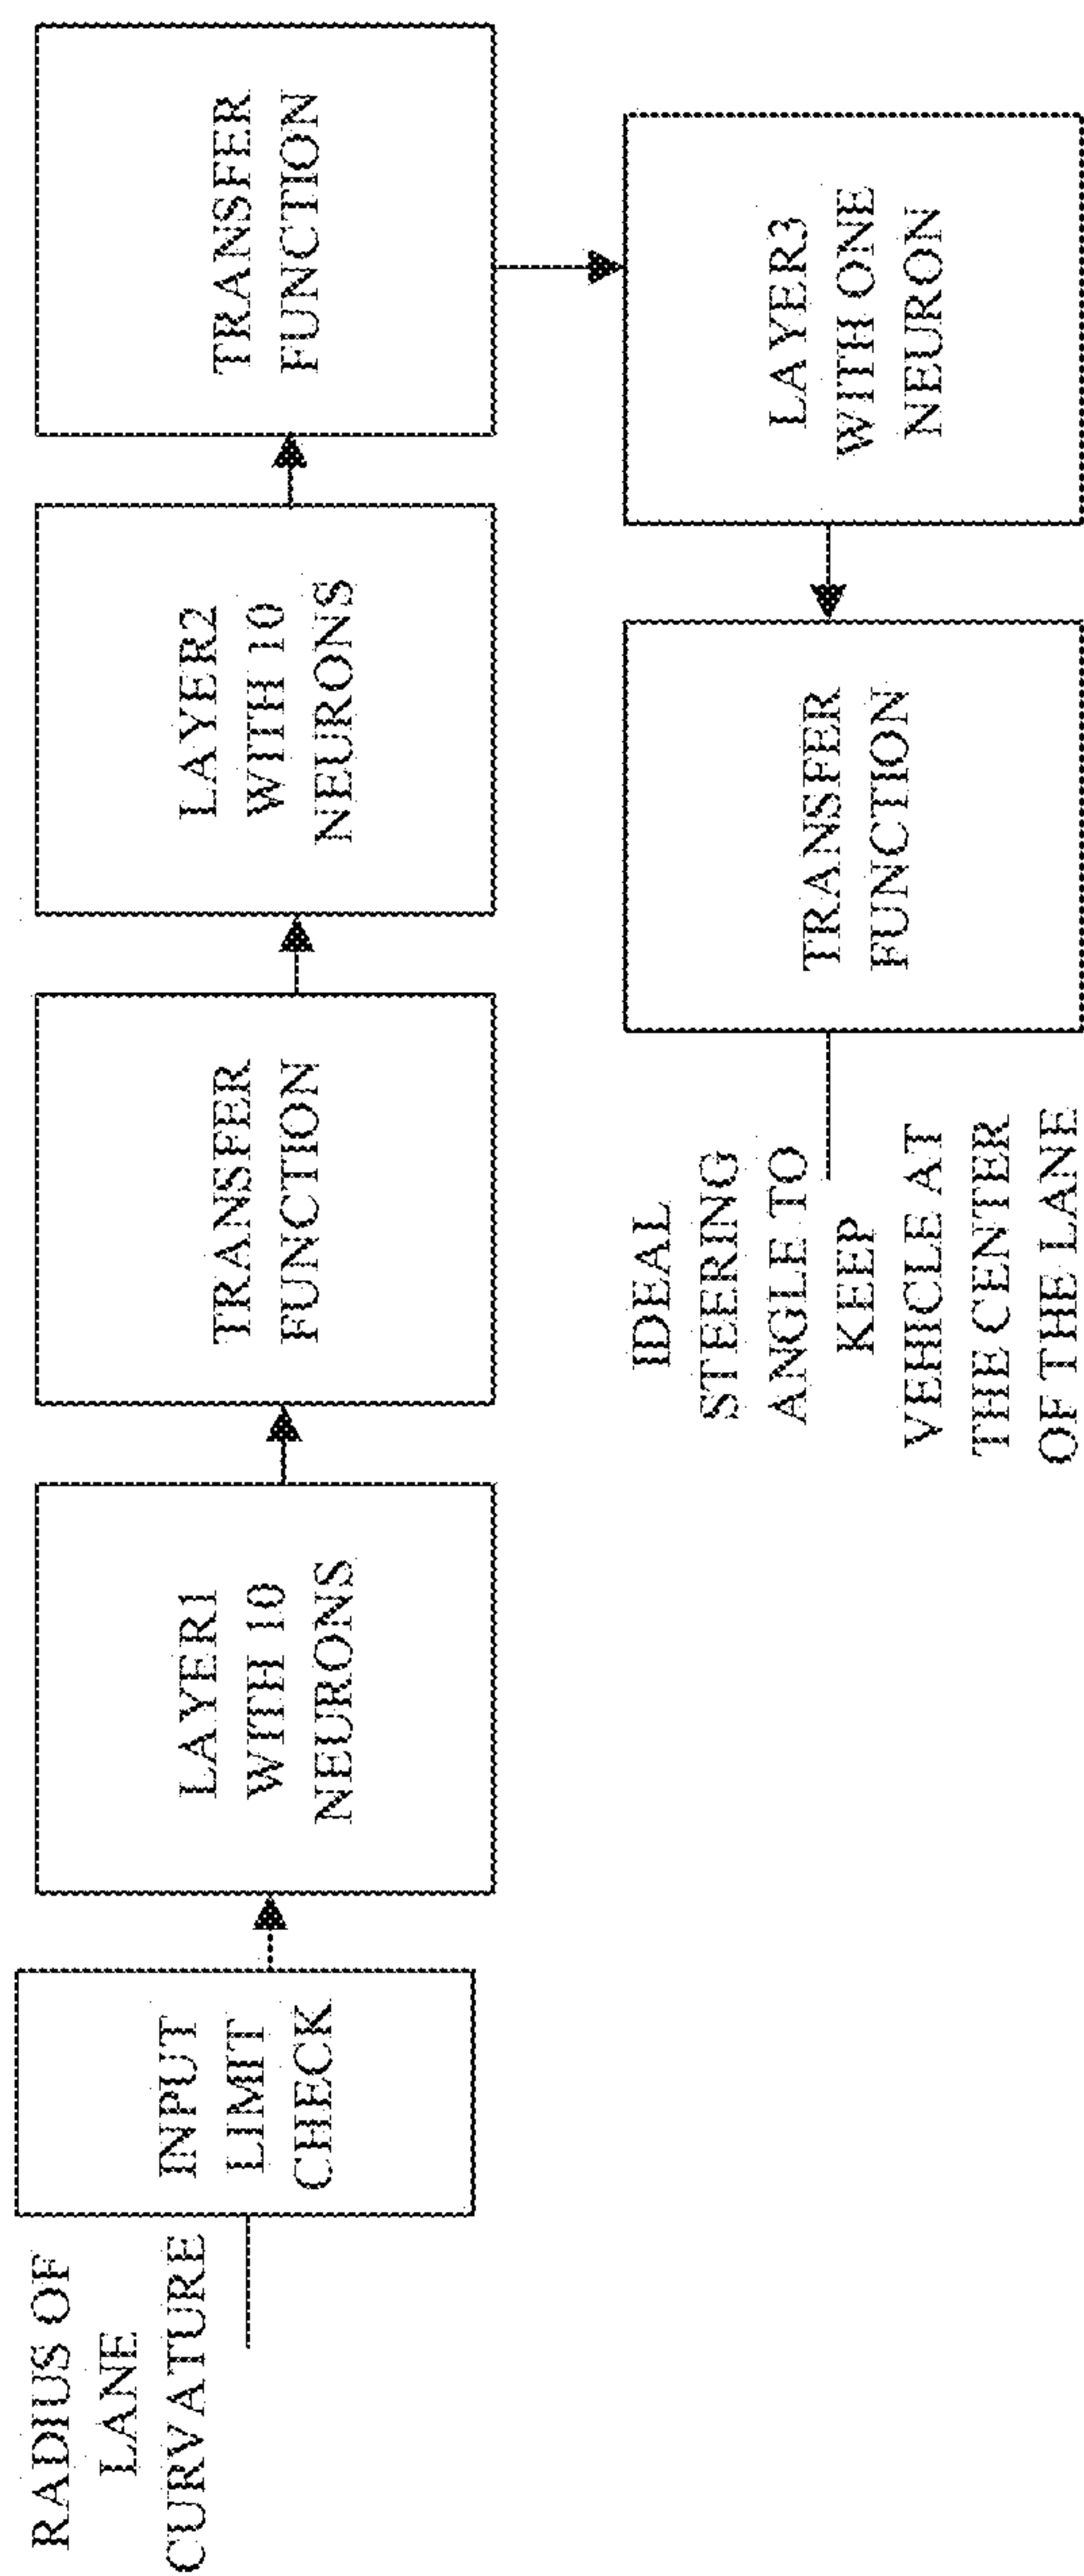 RADIUS OF
LANE
CURVATURE
INPUT
LIMIT
CHECK
LAYER1
WITH 10
NEURONS
TRANSFER
FUNCTION
LAYER2
WITH 10
NEURONS
TRANSFER
FUNCTION
LAYER3
WITH ONE
NEURON
TRANSFER
FUNCTION
IDEAL
STEERING
ANGLE TO
KEEP
VEHICLE AT
THE CENTER
OF THE LANE